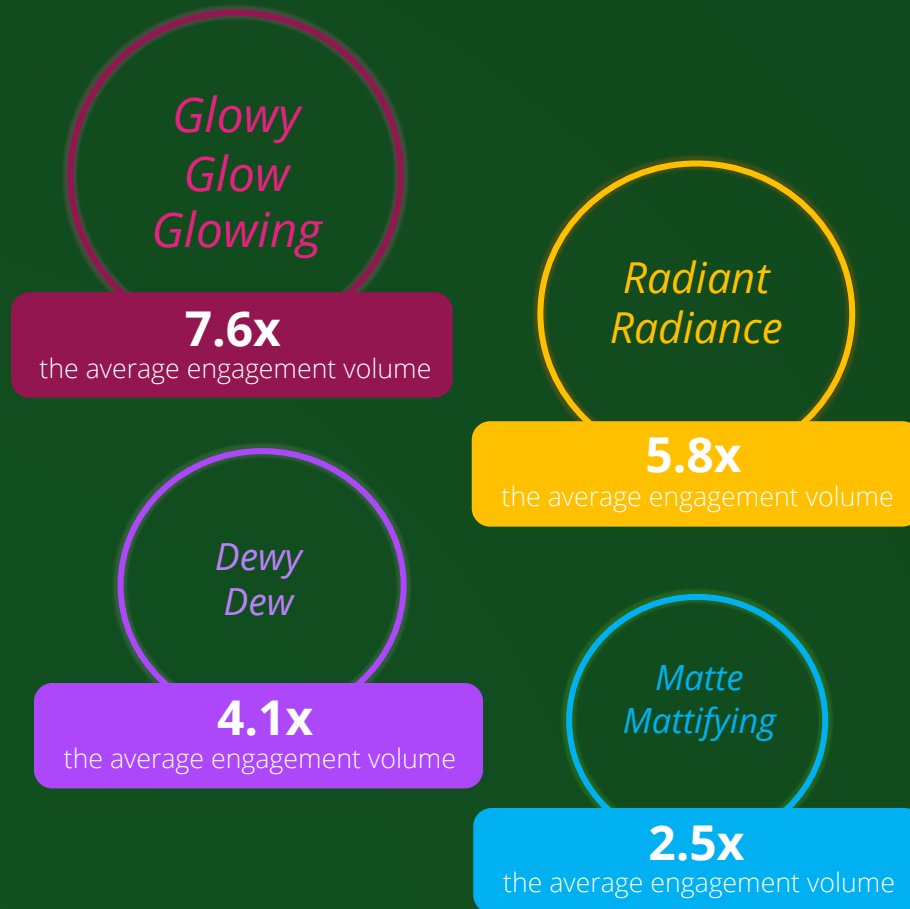 Glowy
Glow
Glowing
7.6x
the average engagement volume
Radiant
Radiance
5.8x
the average engagement volume
Dewy
Dew
4.1x
the average engagement volume
Matte
Mattifying
2.5x
the average engagement volume